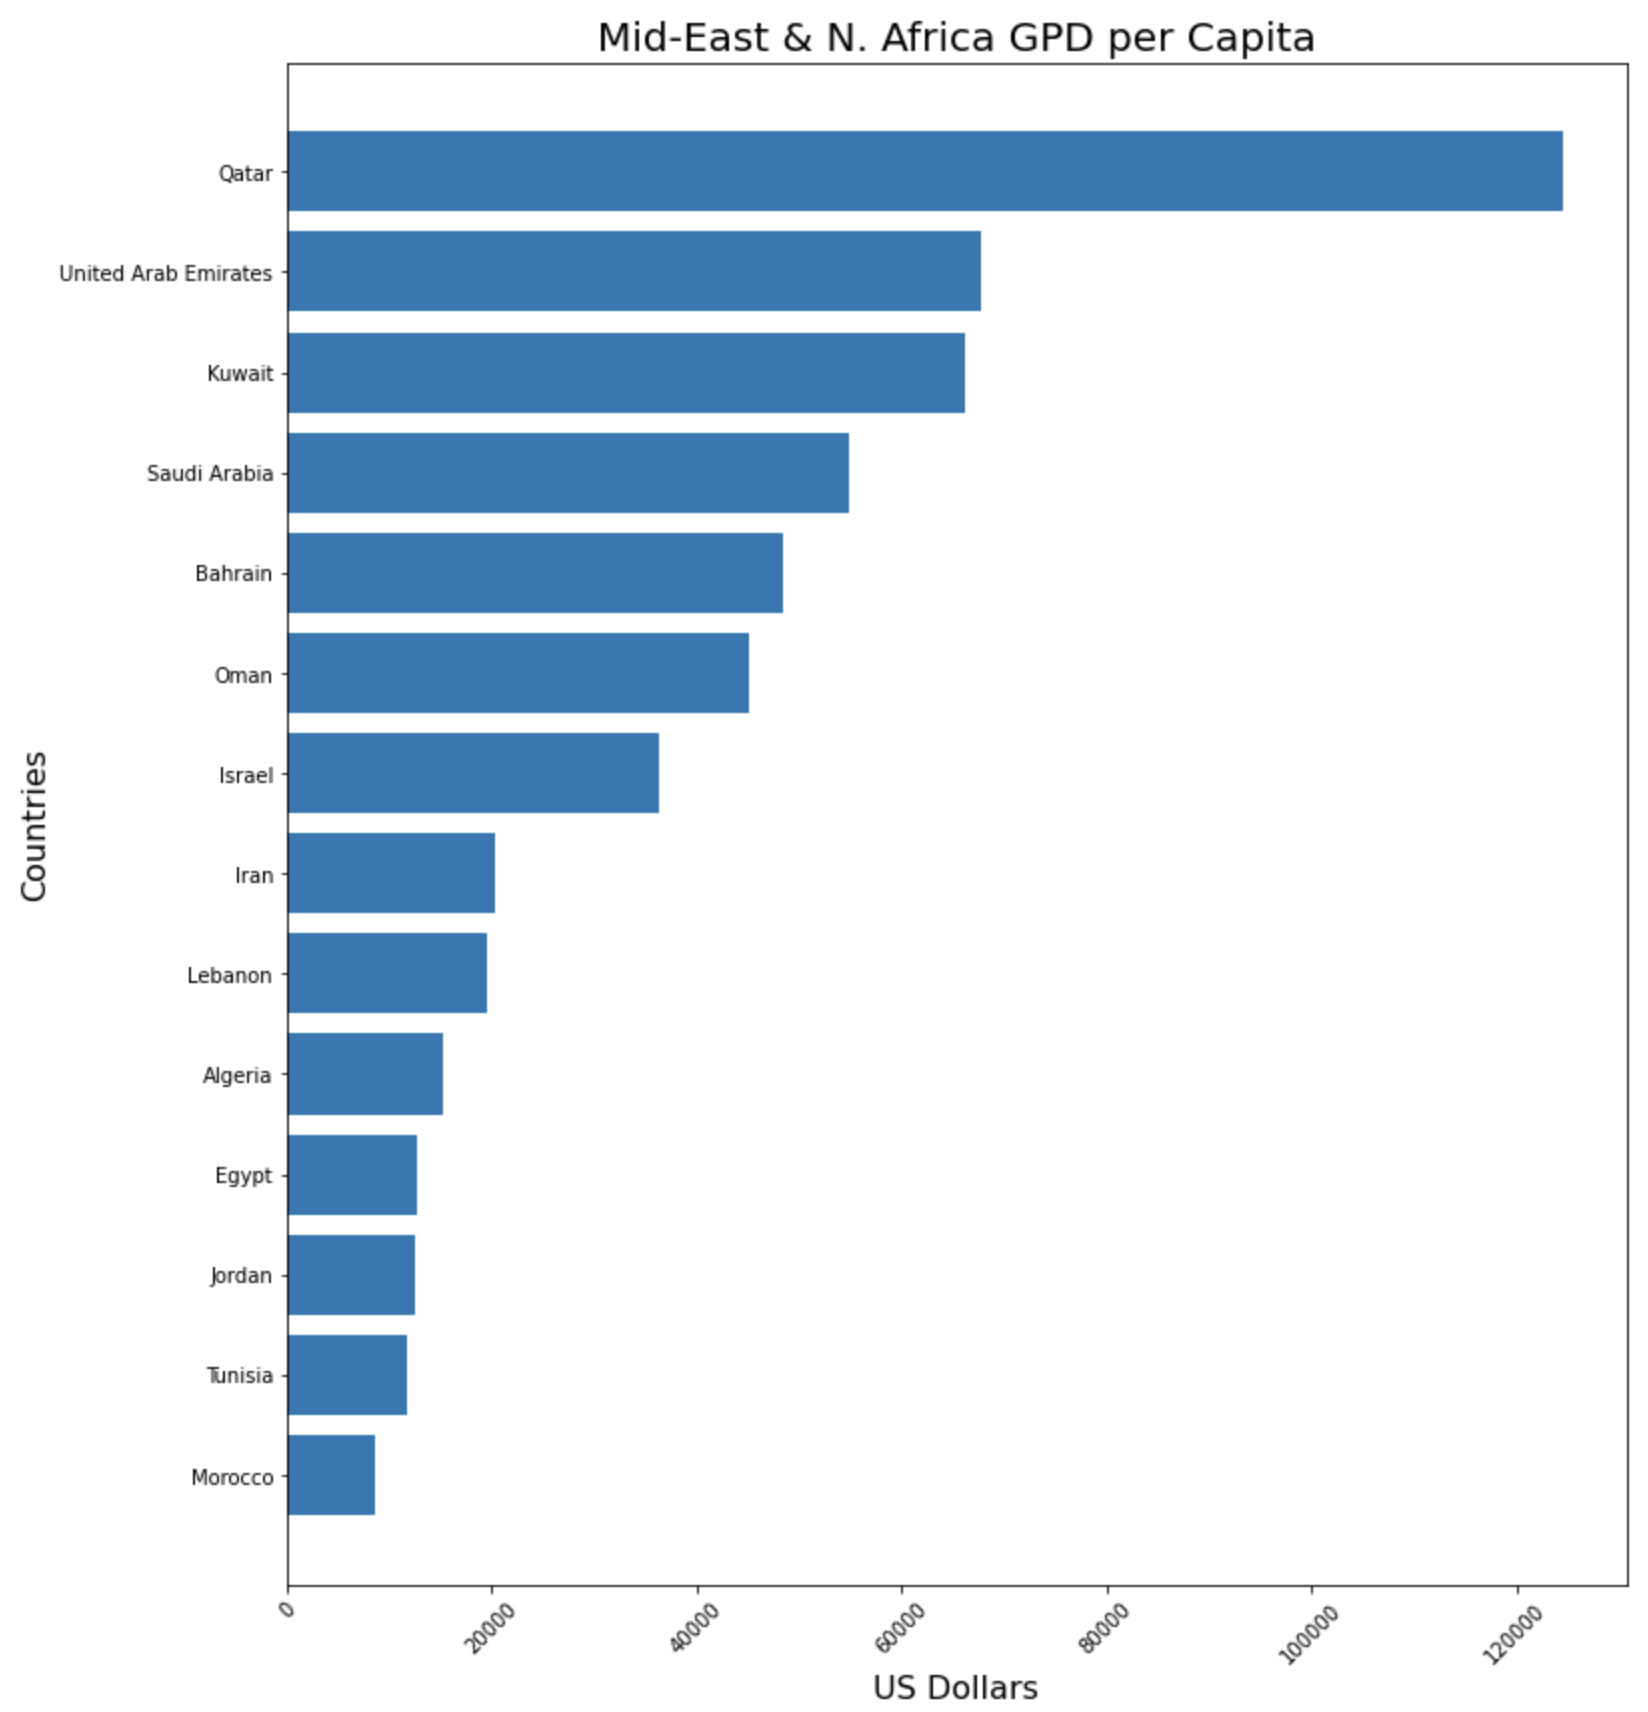 Mid-East & N. Africa GPD per Capita
Qatar
United Arab Emirates
Kuwait
Saudi Arabia
Bahrain
Oman
Israel
Iran
Lebanon
Algeria
Egypt
Jordan
Tunisia
Morocco
Countries
0
20000
40000
60000
80000
100000
120000
US Dollars